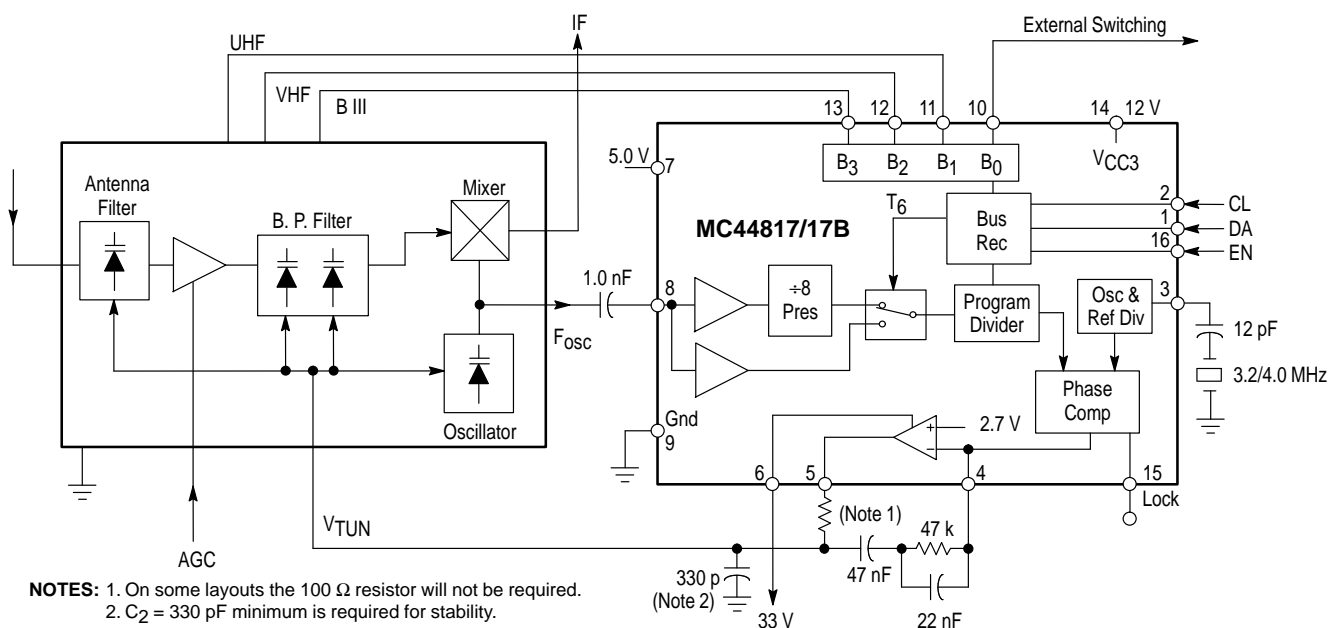 IF
External Switching
UHF
VHF
B III
13
12
11
10
14
12 V
5.0 V
7
B3
B2
B1
B0
VCC3
Antenna
Filter
B. P. Filter
Mixer
MC44817/17B
T6
Bus
Rec
2
CL
1
DA
16
EN
1.0 nF
8
÷8
Pres
Program
Divider
Osc &
Ref Div
3
12 pF
Fosc
3.2/4.0 MHz
Phase
Comp
Oscillator
Gnd
9
+
–
2.7 V
6
5
4
15
Lock
VTUN
(Note 1)
47 k
AGC
330 p
(Note 2)
47 nF
33 V
22 nF
NOTES: 1. On some layouts the 100 Ω resistor will not be required.
2. C2 = 330 pF minimum is required for stability.